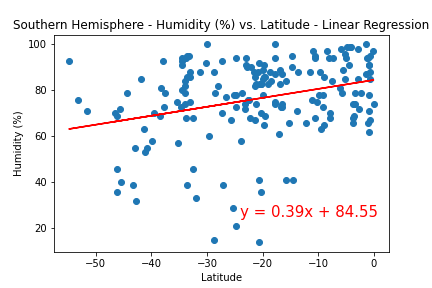 Southern Hemisphere - Humidity (%) vs. Latitude - Linear Regression
100
80
60
40
20
Humidity (%)
y = 0.39x + 84.55
−50
−40
−30
−20
−10
0
Latitude